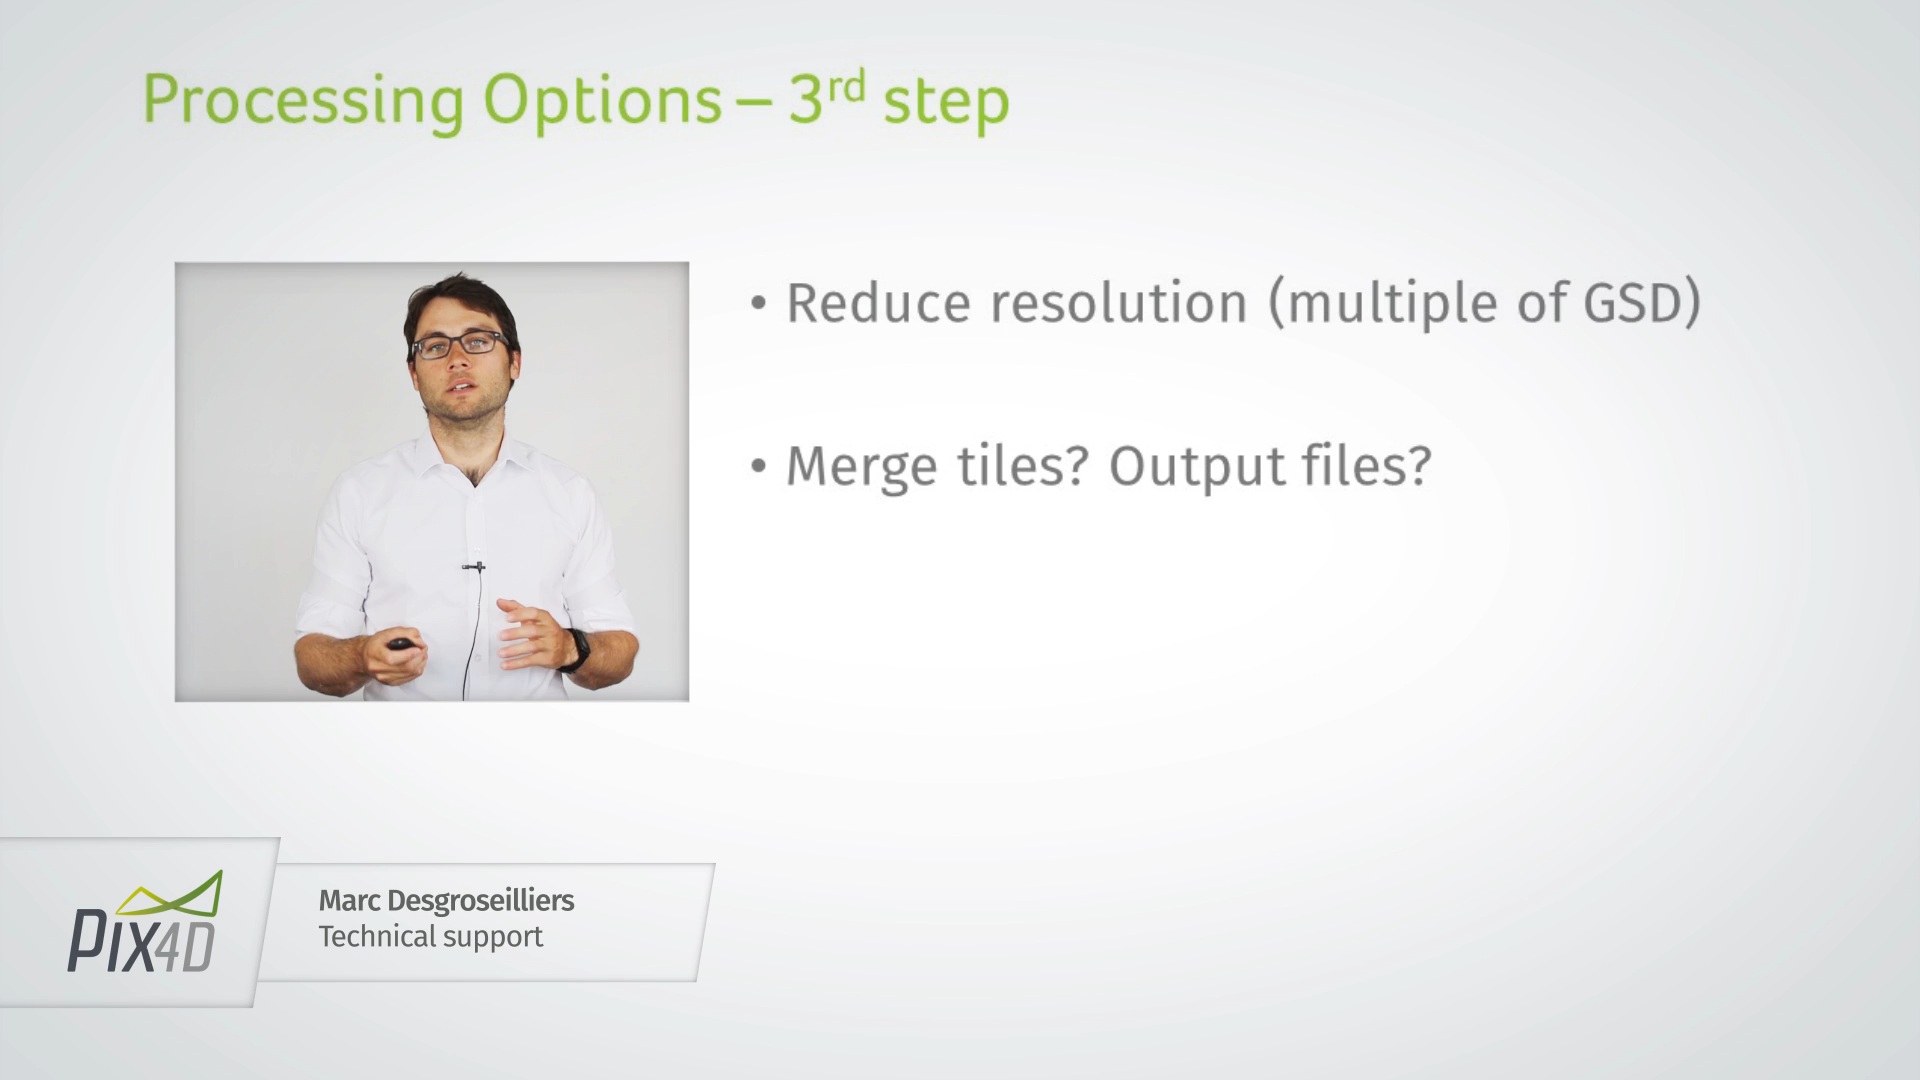 Processing Options – 3rd step
• Reduce resolution (multiple of GSD)
• Merge tiles? Output files?
Marc Desgroseilliers
Technical support
PIX4D